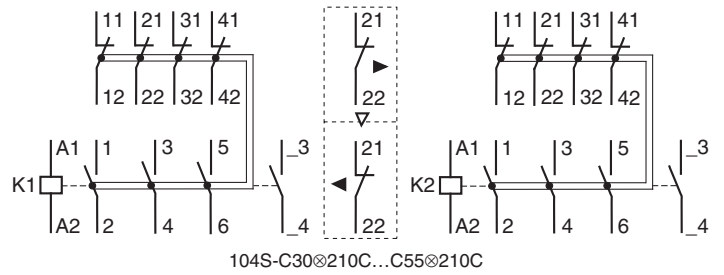 11 21 31 41 21 11 21 31 41
12 22 32 42 22 12 22 32 42
A1 1 3 5 _3 21 A1 1 3 5 _3
K1 K2
A2 2 4 6 _4 22 A2 2 4 6 _4
104S-C30⊗210C...C55⊗210C